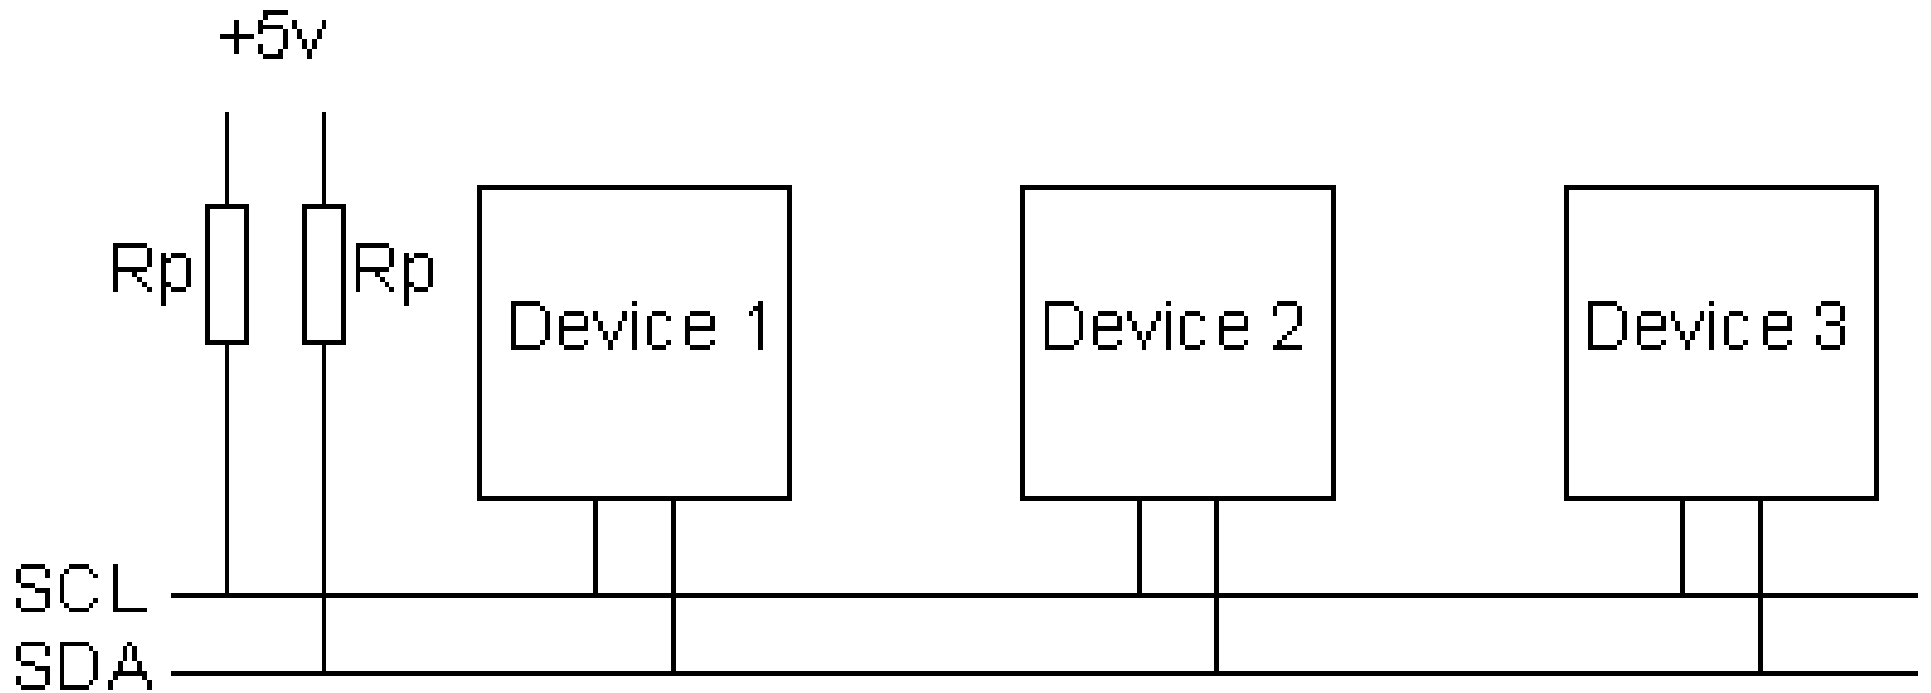 +5v
Rp Rp
Device 1 Device 2 Device 3
SCL
SDA